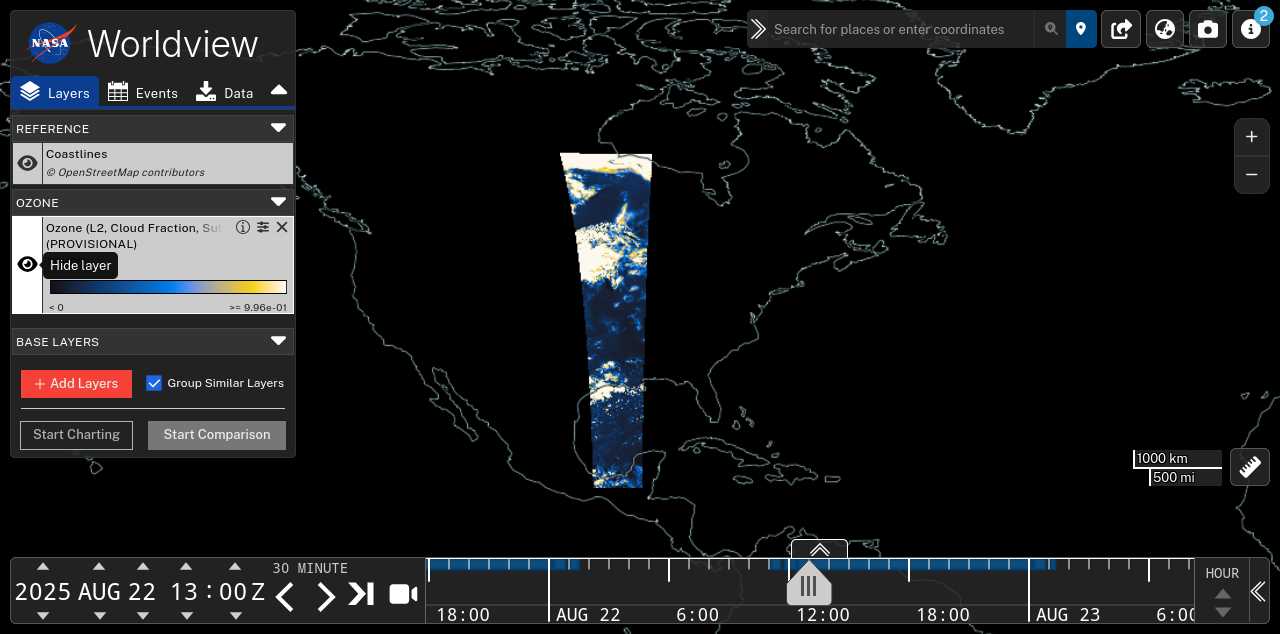 NASA
Worldview
Layers
Events
Data
REFERENCE
Coastlines
© OpenStreetMap contributors
OZONE
Ozone (L2, Cloud Fraction, Su
(PROVISIONAL)
Hide layer
< 0
>= 9.96e-01
BASE LAYERS
+ Add Layers
Group Similar Layers
Start Charting
Start Comparison
Search for places or enter coordinates
2
+
−
1000 km
500 mi
2025 AUG 22 13 : 00 Z
30 MINUTE
18:00
AUG 22
6:00
12:00
18:00
AUG 23
6:00
HOUR